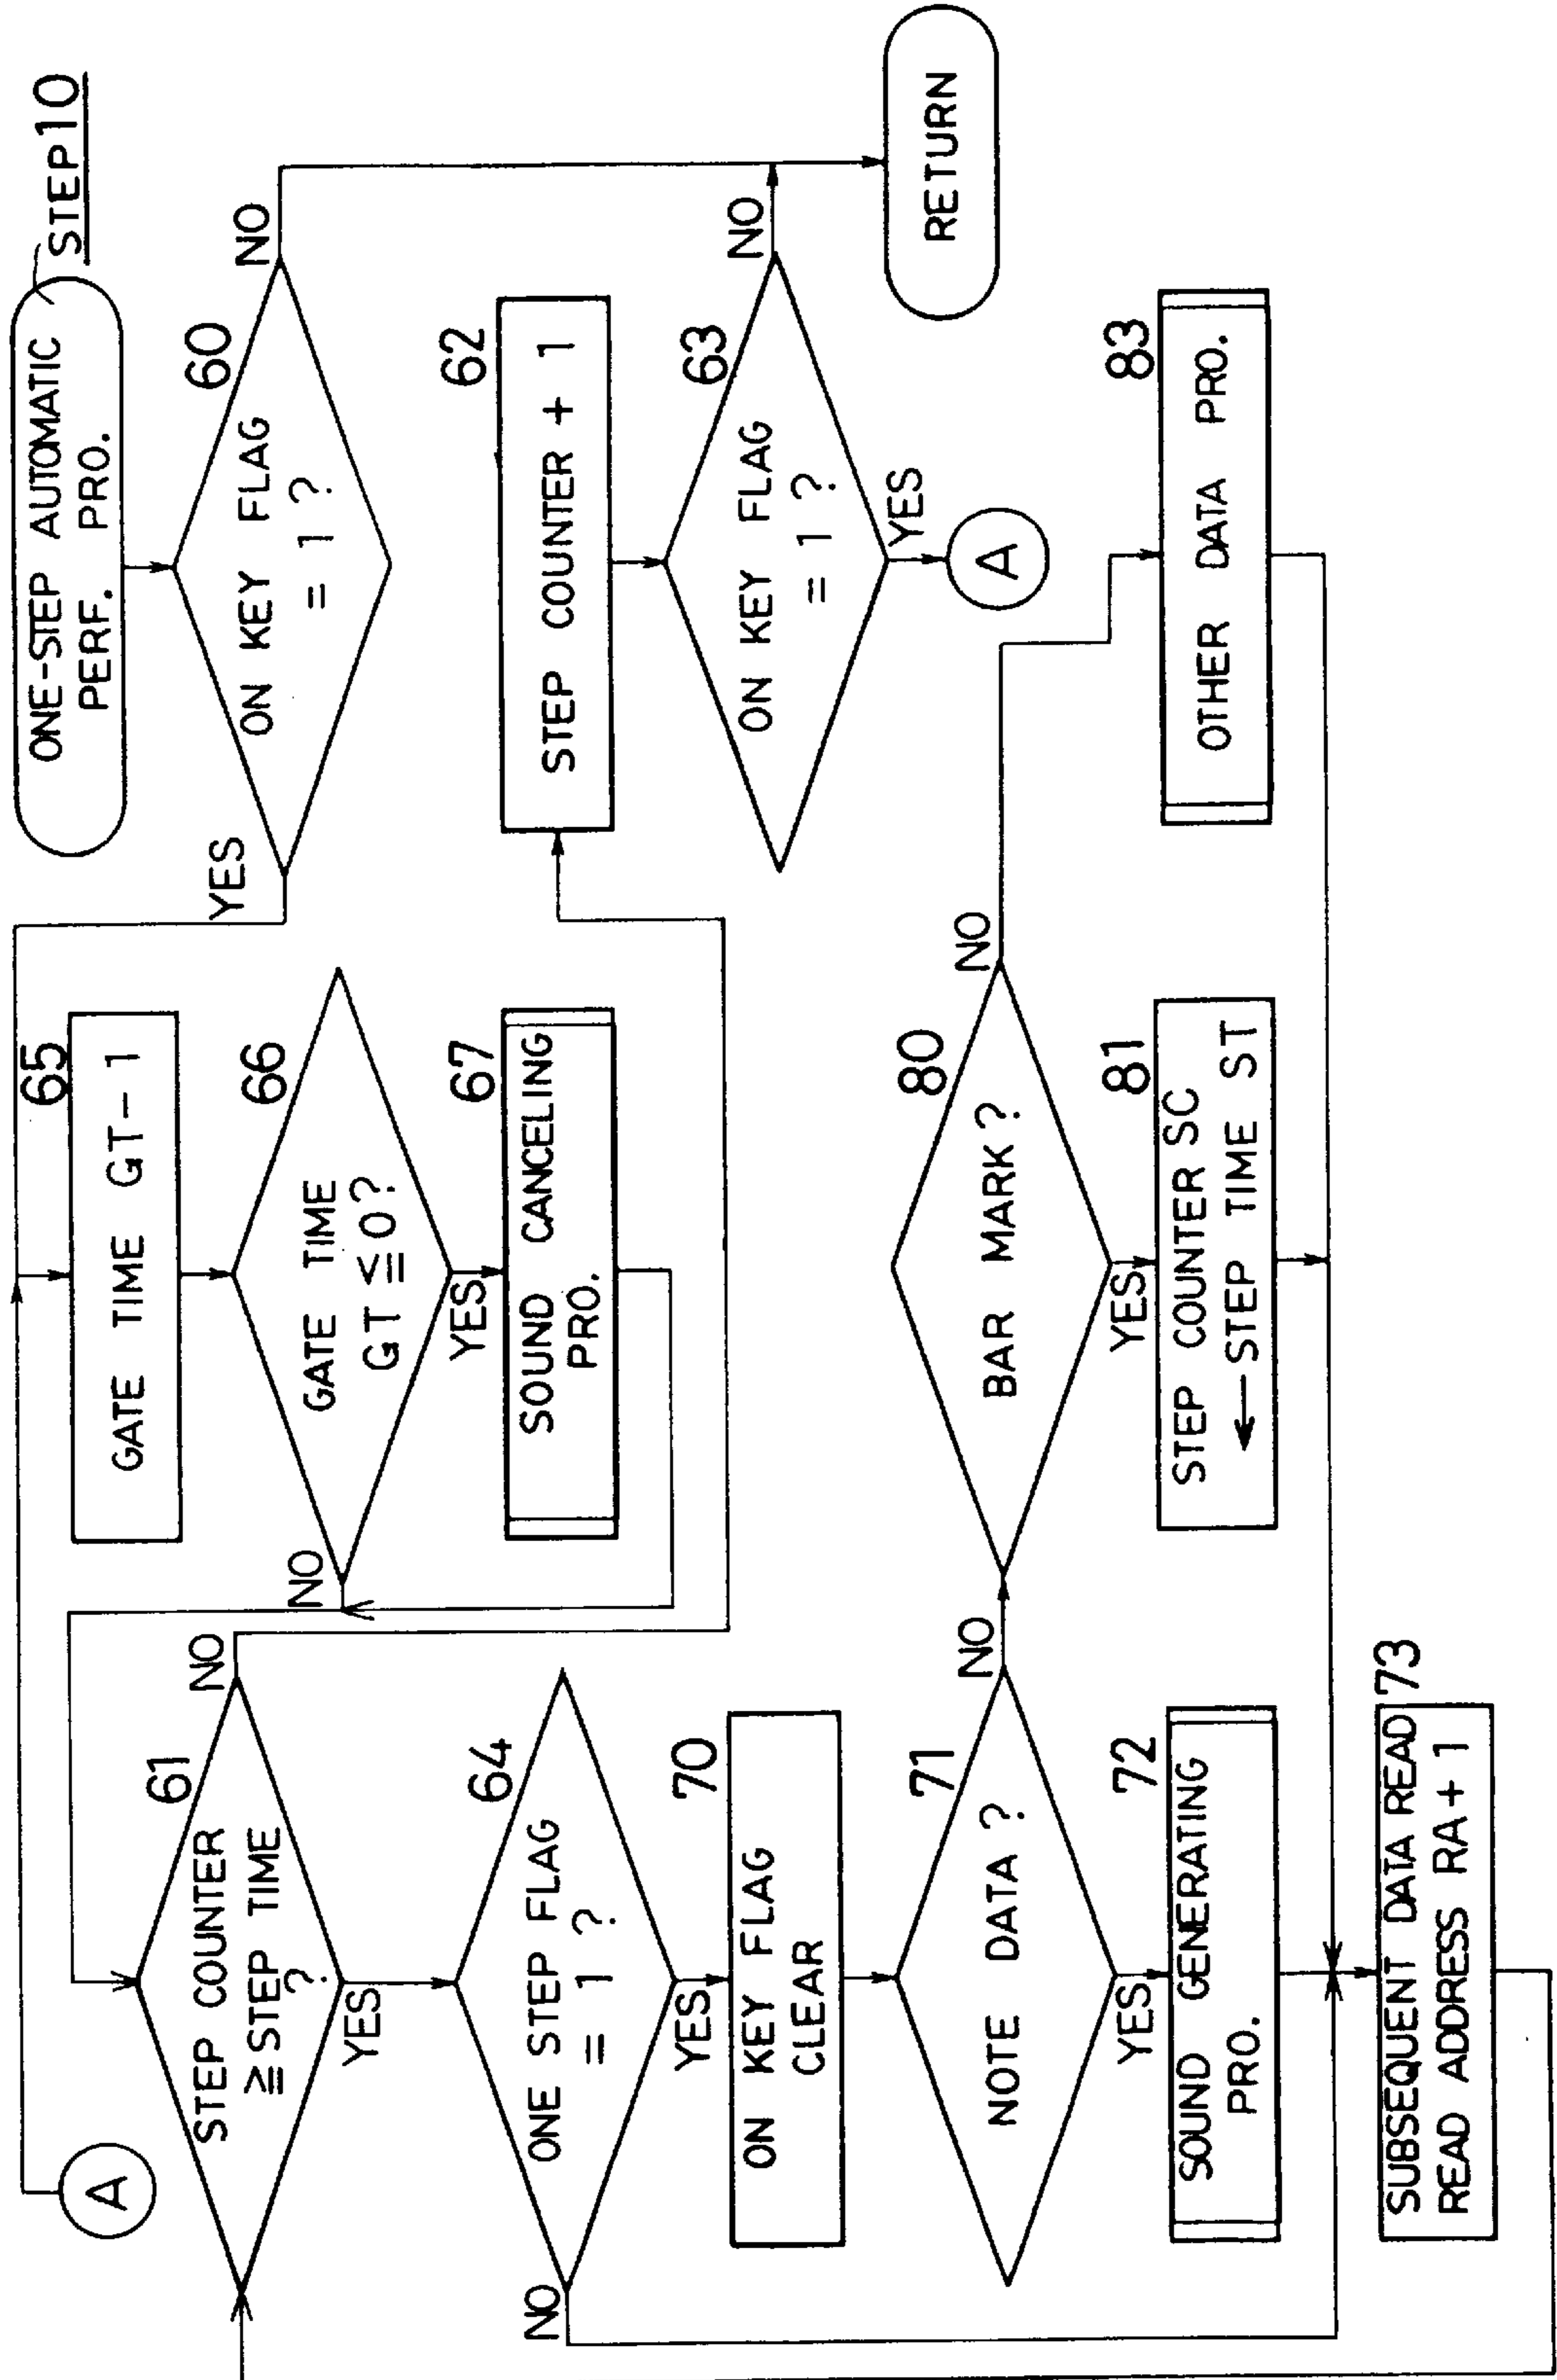 ONE-STEP AUTOMATIC
PERF. PRO.
STEP10
60
ON KEY FLAG
= 1 ?
YES
NO
62
STEP COUNTER + 1
63
ON KEY FLAG
= 1 ?
NO
YES
A
RETURN
65
GATE TIME GT-1
66
GATE TIME
GT ≦ 0 ?
NO
YES
67
SOUND CANCELING
PRO.
A
61
STEP COUNTER
≧ STEP TIME
?
NO
YES
64
ONE STEP FLAG
= 1 ?
NO
YES
70
ON KEY FLAG
CLEAR
71
NOTE DATA ?
NO
YES
72
SOUND GENERATING
PRO.
80
BAR MARK ?
NO
YES
81
STEP COUNTER SC
← STEP TIME ST
83
OTHER DATA PRO.
73
SUBSEQUENT DATA READ
READ ADDRESS RA + 1